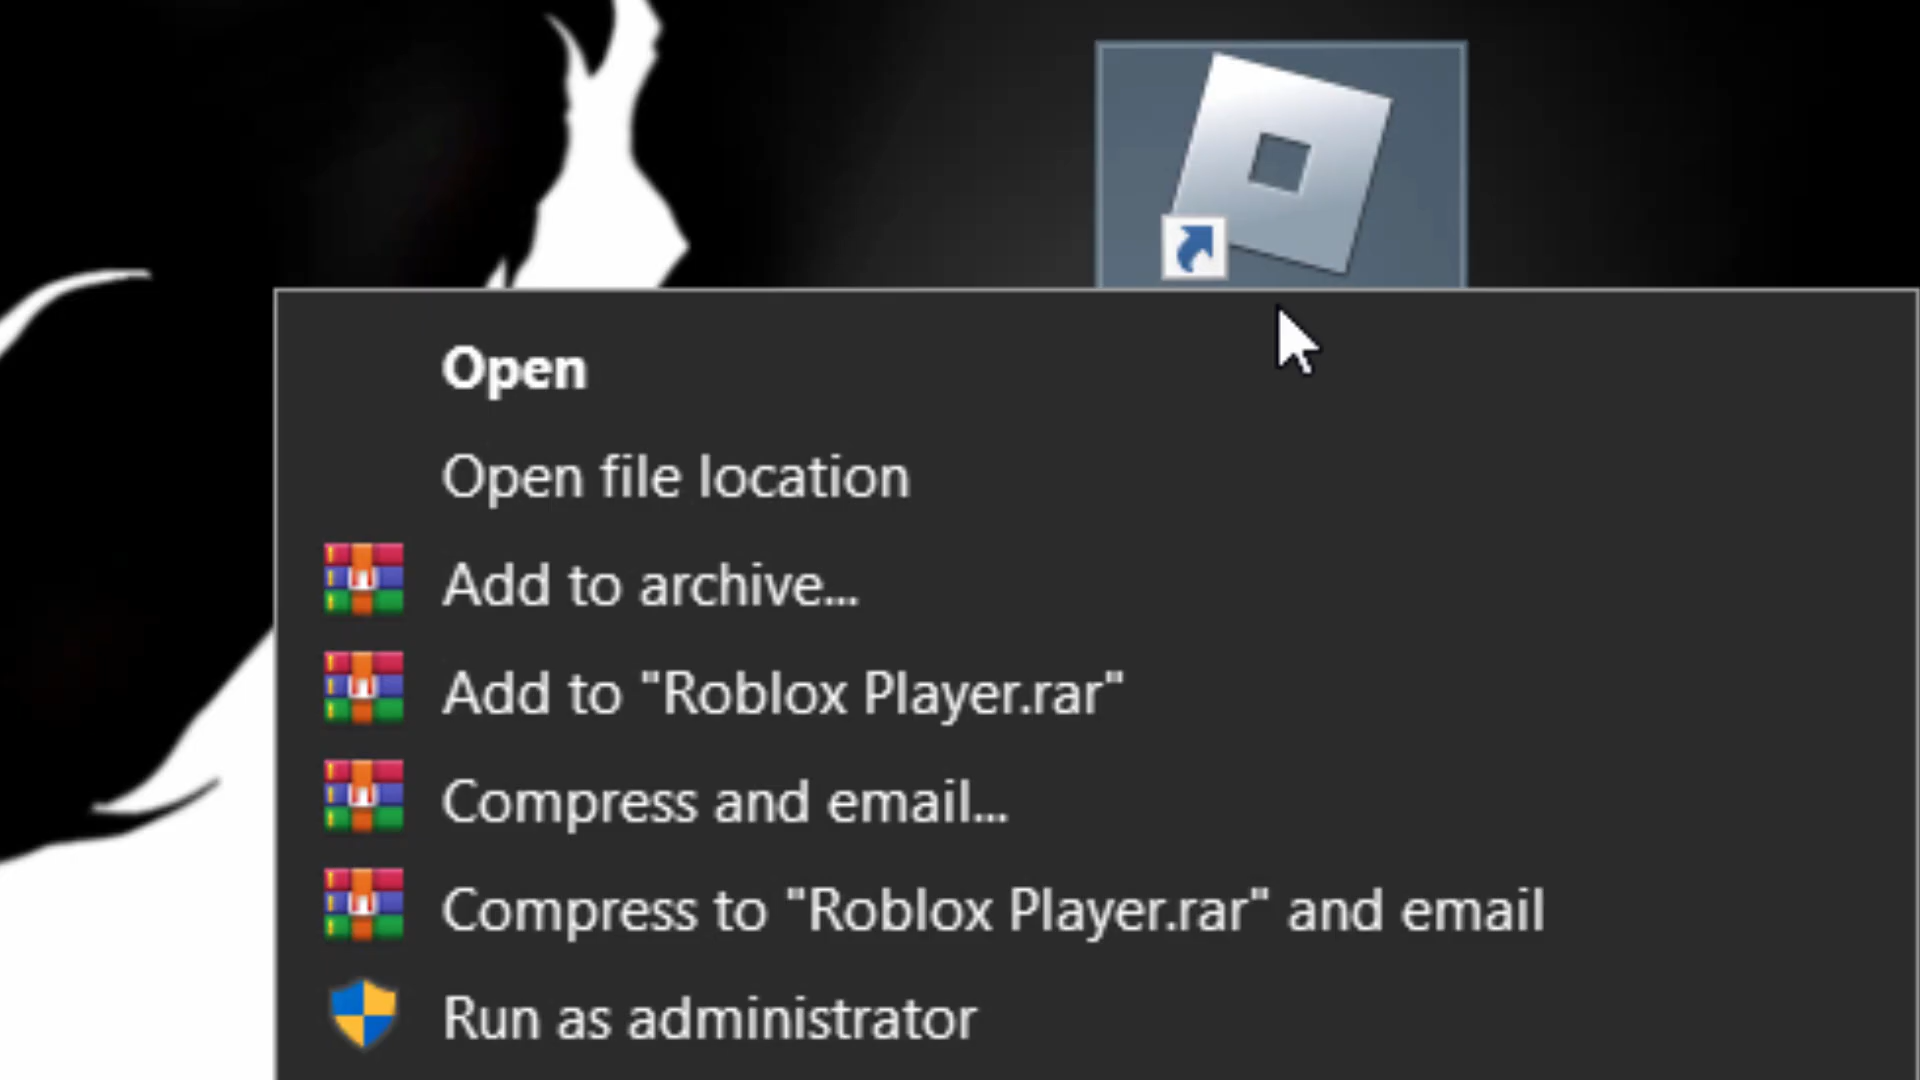 Open
Open file location
Add to archive...
Add to "Roblox Player.rar"
Compress and email...
Compress to "Roblox Player.rar" and email
Run as administrator